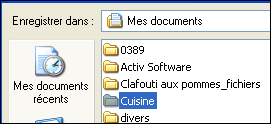 Enregistrer dans : Mes documents
Mes documents
récents
0389
Activ Software
Clafouti aux pommes_fichiers
Cuisine
divers